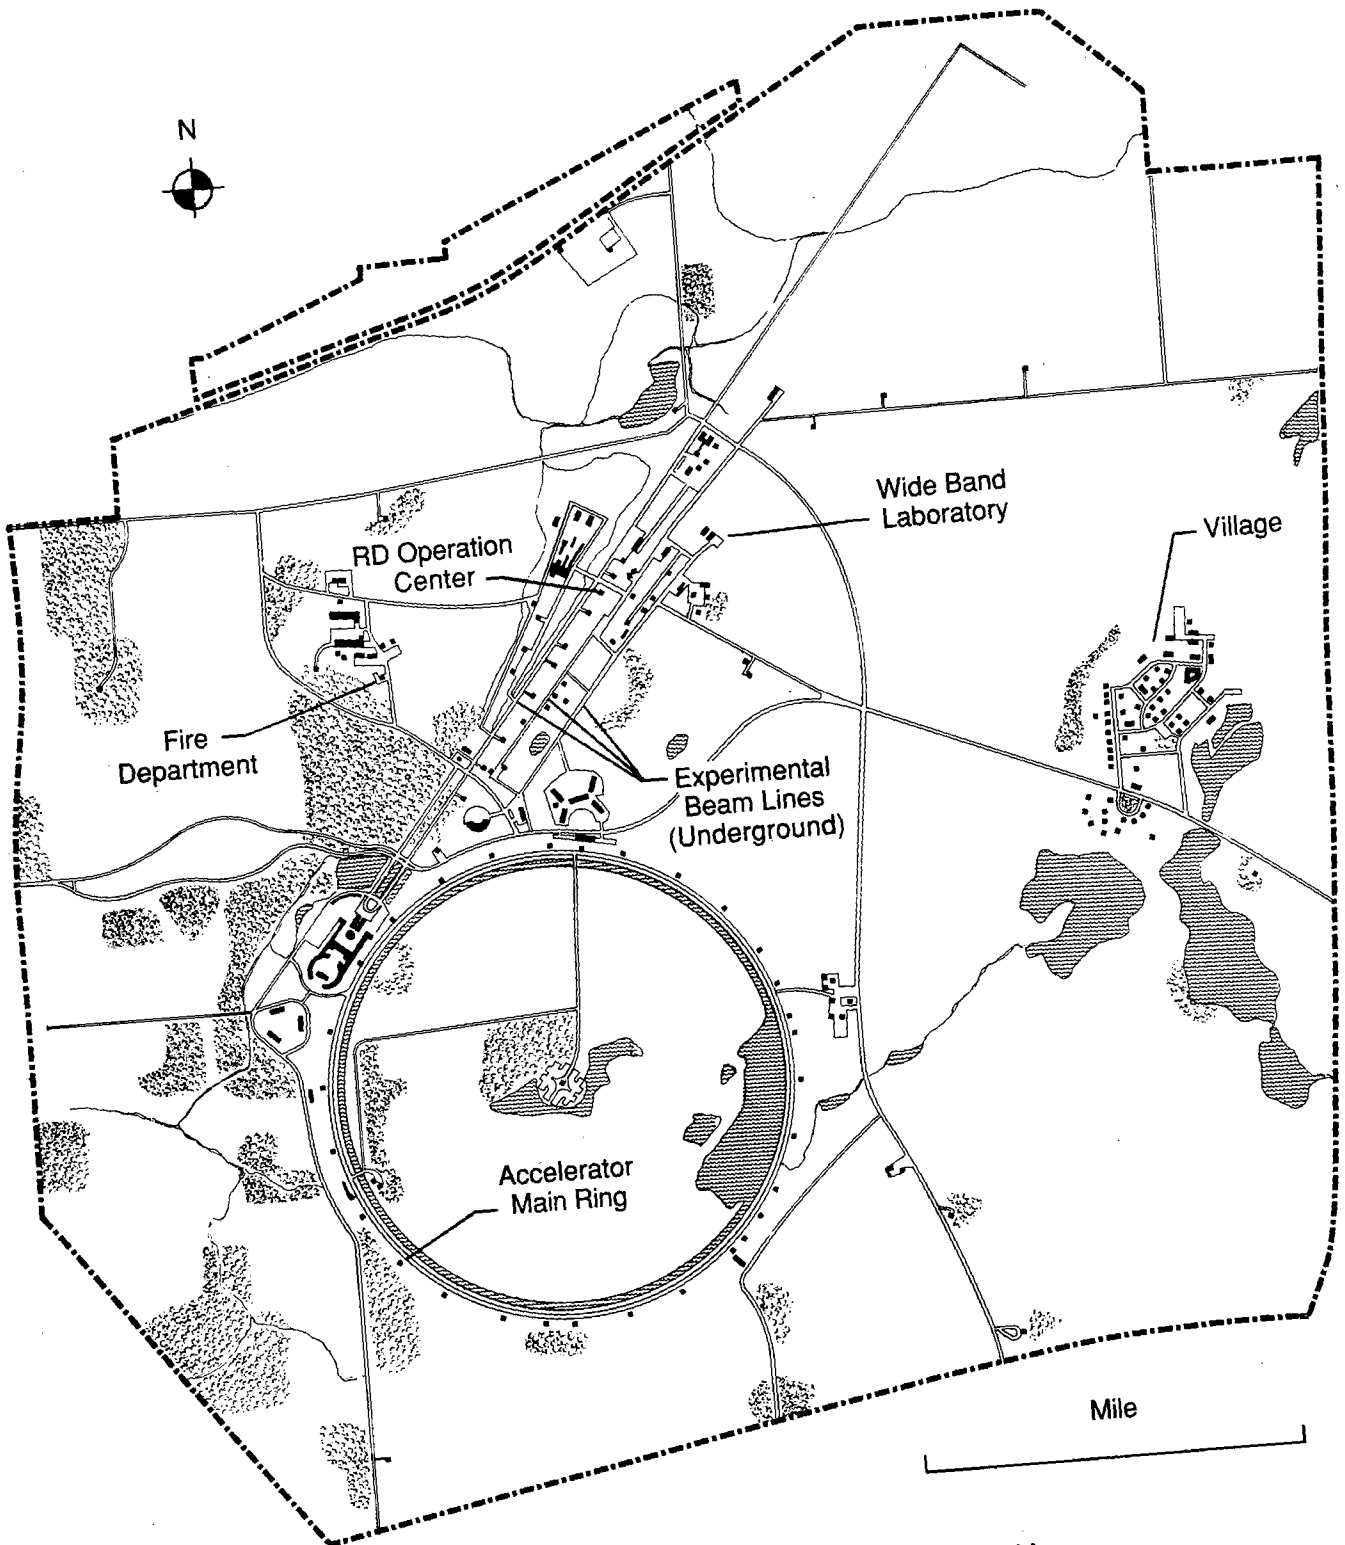 N
Wide Band
Laboratory
Village
RD Operation
Center
Fire
Department
Experimental
Beam Lines
(Underground)
Accelerator
Main Ring
Mile